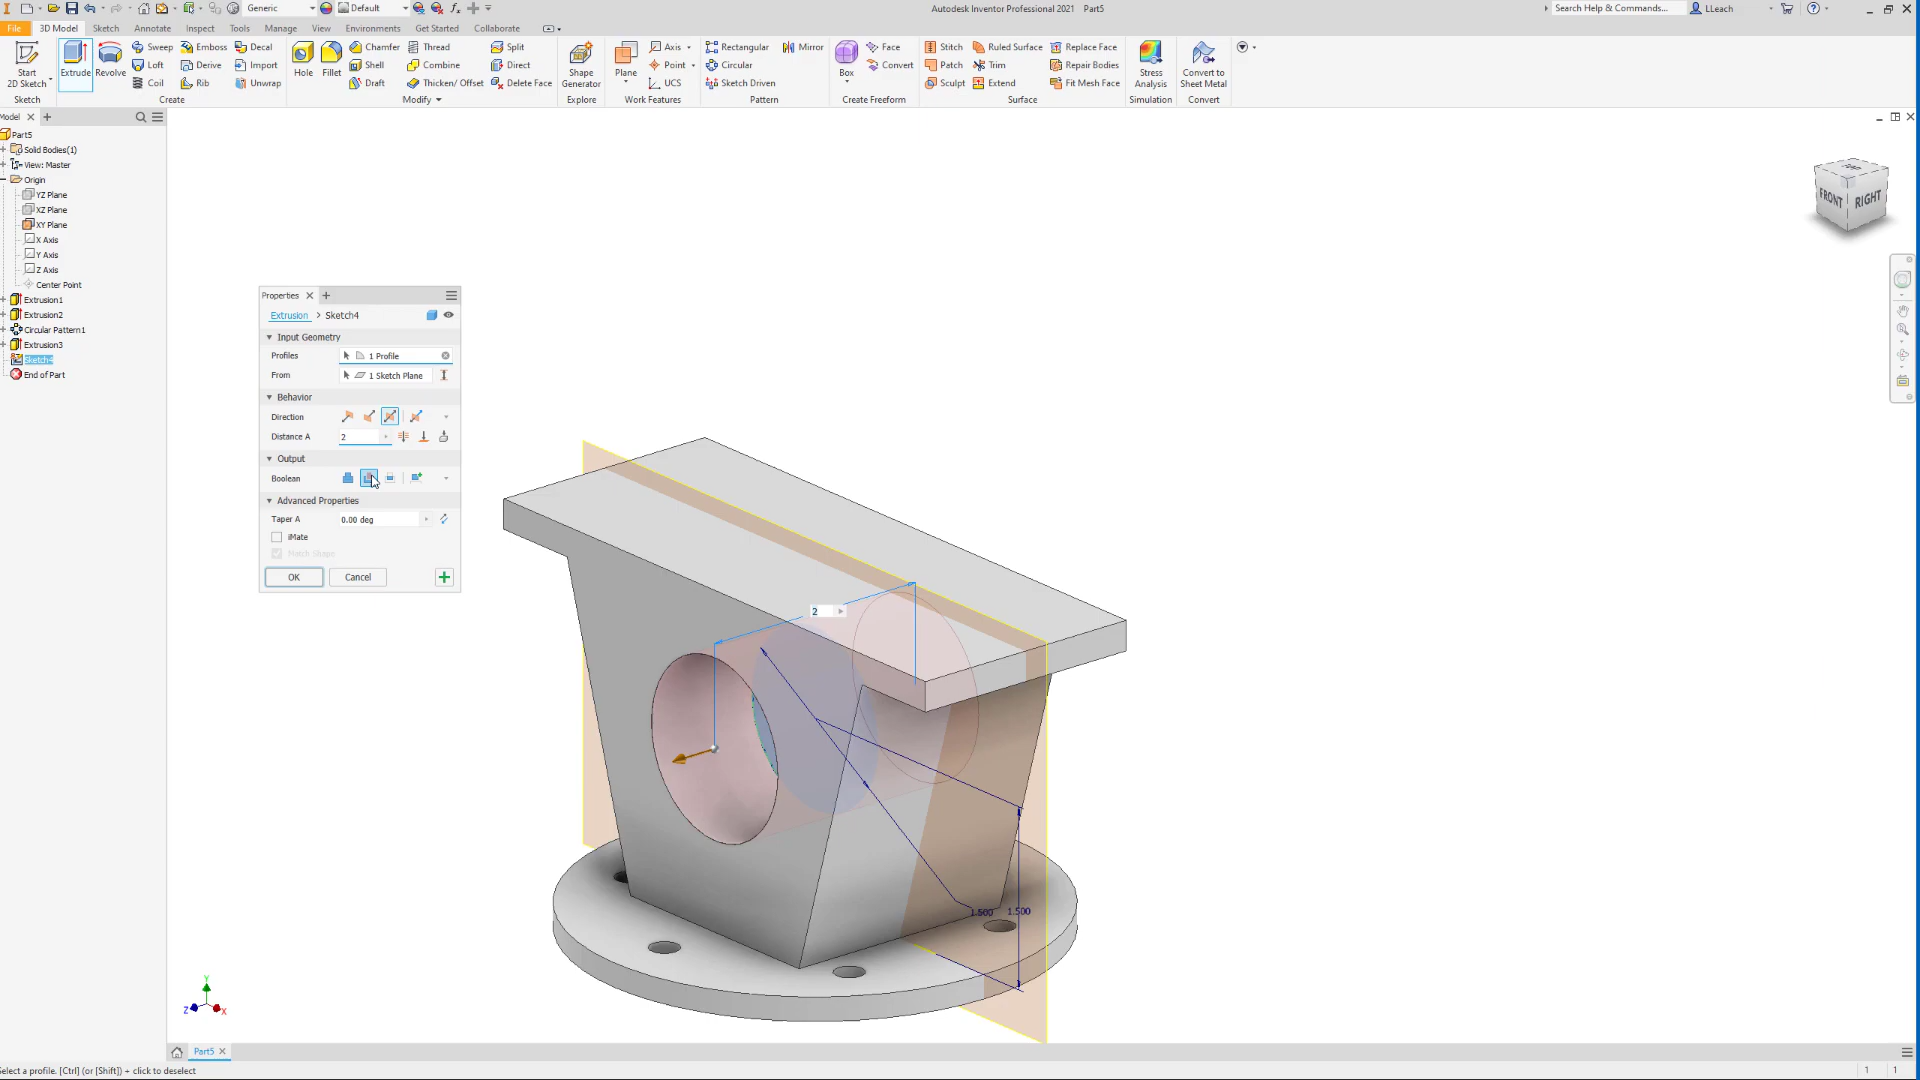 Generic Default Autodesk Inventor Professional 2021 Part5 Search Help & Commands... LLeach
File 3D Model Sketch Annotate Inspect Tools Manage View Environments Get Started Collaborate
Start 2D Sketch Extrude Revolve Sweep Emboss Decal Hole Fillet Chamfer Thread Split Shape Generator Plane Axis Rectangular Mirror Box Face Stitch Ruled Surface Replace Face Stress Analysis Convert to Sheet Metal
Loft Derive Import Shell Combine Direct Point Circular Convert Patch Trim Repair Bodies
Coil Rib Unwrap Draft Thicken/ Offset Delete Face UCS Sketch Driven Sculpt Extend Fit Mesh Face
Sketch Create Modify Explore Work Features Pattern Create Freeform Surface Simulation Convert
Model
Part5
Solid Bodies(1)
View: Master
Origin
YZ Plane
XZ Plane
XY Plane
X Axis
Y Axis
Z Axis
Center Point
Extrusion1
Extrusion2
Circular Pattern1
Extrusion3
Sketch4
End of Part
Properties
Extrusion > Sketch4
Input Geometry
Profiles 1 Profile
From 1 Sketch Plane
Behavior
Direction
Distance A 2
Output
Boolean
Advanced Properties
Taper A 0.00 deg
iMate
Match Shape
OK Cancel
TOP
FRONT RIGHT
2
1.500 1.500
Y
Z X
Part5
Select a profile. [Ctrl] (or [Shift]) + click to deselect 1 1